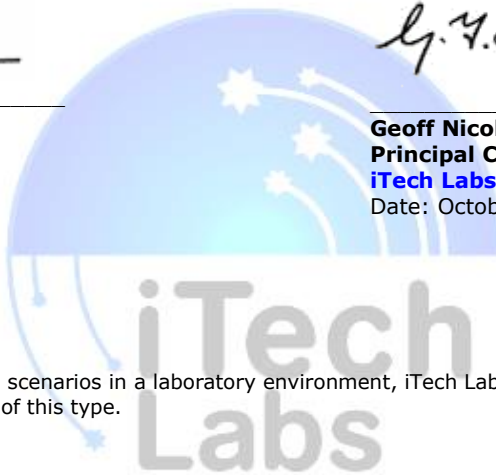 Geoff Nicol
Principal C
iTech Labs
Date: Octob
iTech
scenarios in a laboratory environment, iTech Lab
of this type.
Labs